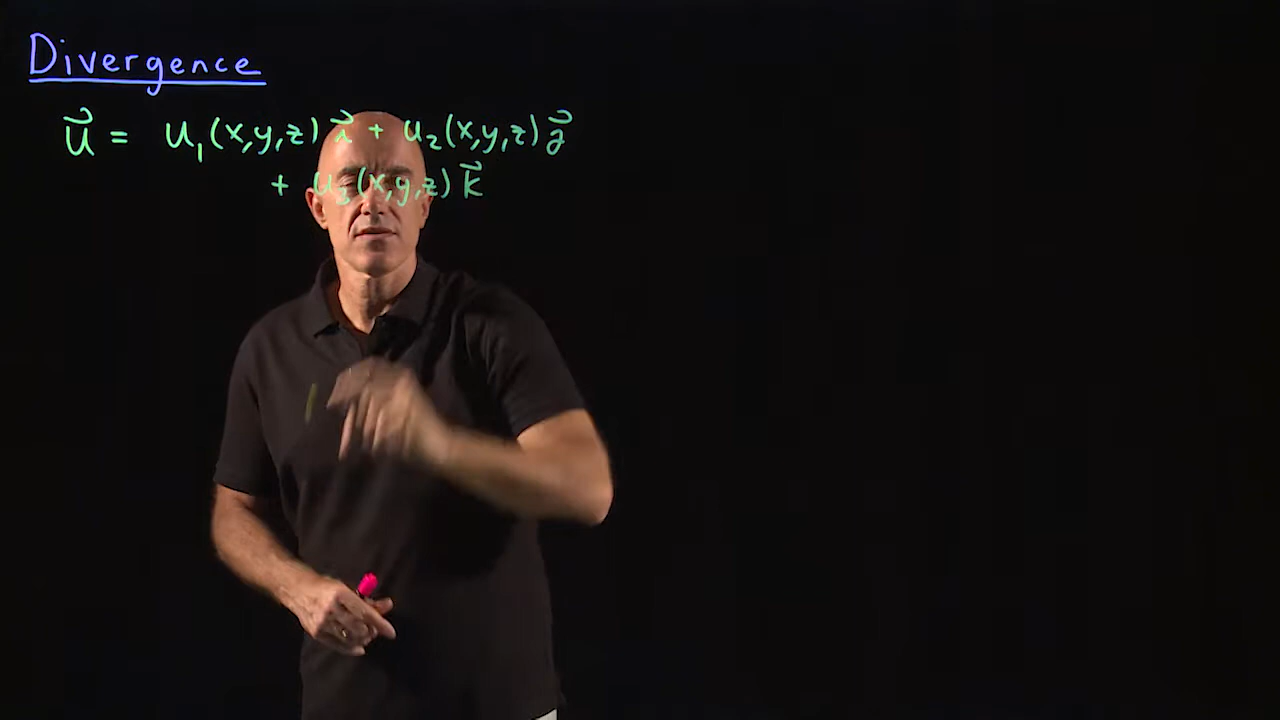 Divergence
u⃗ = u₁(x,y,z) i⃗ + u₂(x,y,z) j⃗
+ u₃(x,y,z) k⃗